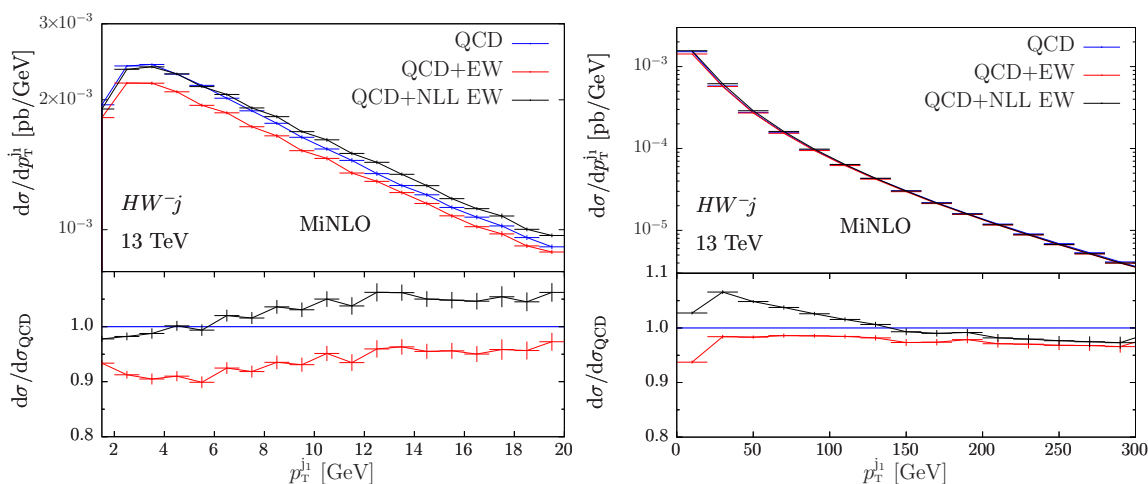 3×10⁻³
2×10⁻³
10⁻³
dσ/dp_T^{j1} [pb/GeV]
QCD
QCD+EW
QCD+NLL EW
HW⁻j
13 TeV
MiNLO
dσ/dσ_QCD
1.0
0.9
0.8
2 4 6 8 10 12 14 16 18 20
p_T^{j1} [GeV]
10⁻³
10⁻⁴
10⁻⁵
dσ/dp_T^{j1} [pb/GeV]
QCD
QCD+EW
QCD+NLL EW
HW⁻j
13 TeV
MiNLO
dσ/dσ_QCD
1.1
1.0
0.9
0.8
0 50 100 150 200 250 300
p_T^{j1} [GeV]